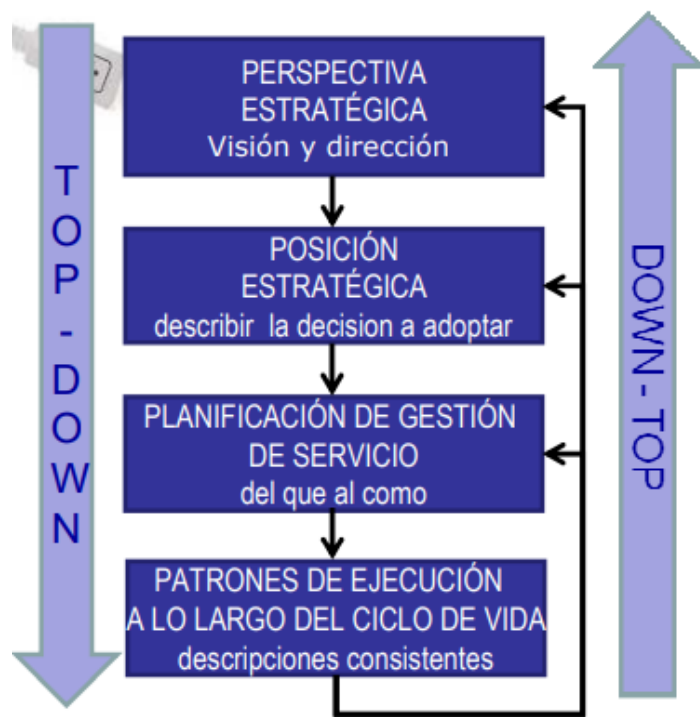 TOP-DOWN
PERSPECTIVA
ESTRATÉGICA
Visión y dirección
POSICIÓN
ESTRATÉGICA
describir la decision a adoptar
PLANIFICACIÓN DE GESTIÓN
DE SERVICIO
del que al como
PATRONES DE EJECUCIÓN
A LO LARGO DEL CICLO DE VIDA
descripciones consistentes
DOWN-TOP